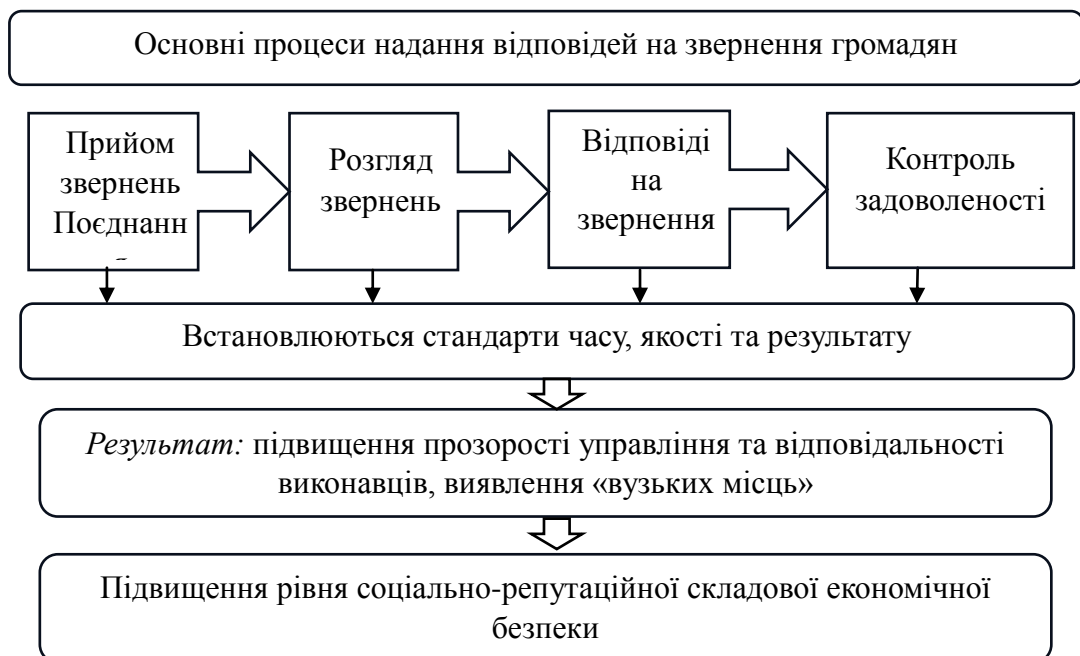 Основні процеси надання відповідей на звернення громадян
Прийом
звернень
Поєднанн
Розгляд
звернень
Відповіді
на
звернення
Контроль
задоволеності
Встановлюються стандарти часу, якості та результату
Результат: підвищення прозорості управління та відповідальності
виконавців, виявлення «вузьких місць»
Підвищення рівня соціально-репутаційної складової економічної
безпеки